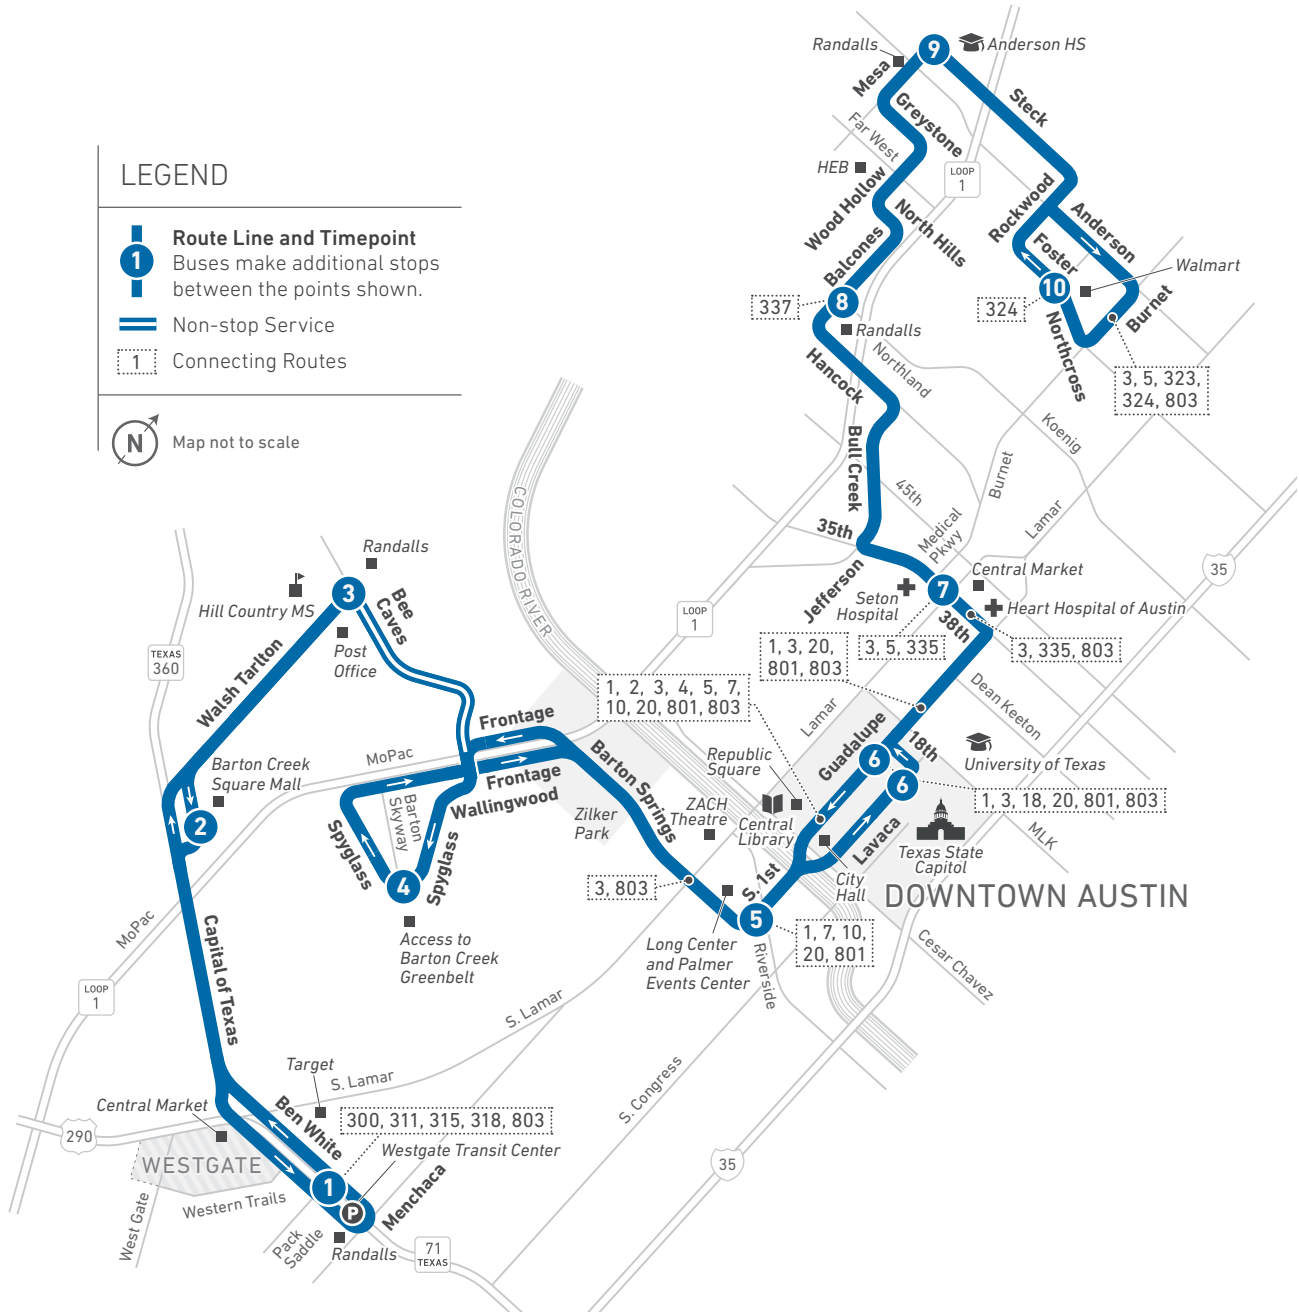 LEGEND
1
Route Line and Timepoint
Buses make additional stops
between the points shown.
Non-stop Service
1
Connecting Routes
N
Map not to scale
Randalls
9
Anderson HS
Mesa
Greystone
Steck
Far West
HEB
LOOP
1
Wood Hollow
North Hills
Balcones
Rockwood
Anderson
Foster
Walmart
337
8
324
10
Burnet
Randalls
Northcross
Hancock
Northland
3, 5, 323,
324, 803
Koenig
Bull Creek
45th
Burnet
Lamar
COLORADO RIVER
35th
Medical
Pkwy
Jefferson
Central Market
35
Seton
Hospital
7
Heart Hospital of Austin
38th
Randalls
Hill Country MS
3
Bee
Caves
Post
Office
TEXAS
360
Walsh Tarlton
LOOP
1
1, 3, 20,
801, 803
3, 5, 335
3, 335, 803
1, 2, 3, 4, 5, 7,
10, 20, 801, 803
Lamar
Dean Keeton
Frontage
Guadalupe
18th
MoPac
Barton Creek
Square Mall
Barton Springs
Republic
Square
6
University of Texas
Frontage
Wallingwood
6
1, 3, 18, 20, 801, 803
2
Barton
Skyway
Zilker
Park
ZACH
Theatre
Central
Library
Lavaca
Texas State
Capitol
MLK
Spyglass
4
Spyglass
3, 803
S. 1st
City
Hall
DOWNTOWN AUSTIN
MoPac
Capital of Texas
Access to
Barton Creek
Greenbelt
5
Long Center
and Palmer
Events Center
1, 7, 10,
20, 801
Riverside
Cesar Chavez
LOOP
1
S. Lamar
S. Lamar
S. Congress
Target
Central Market
Ben White
300, 311, 315, 318, 803
290
Westgate Transit Center
35
WESTGATE
1
P
Menchaca
Western Trails
West Gate
Pack
Saddle
Randalls
71
TEXAS